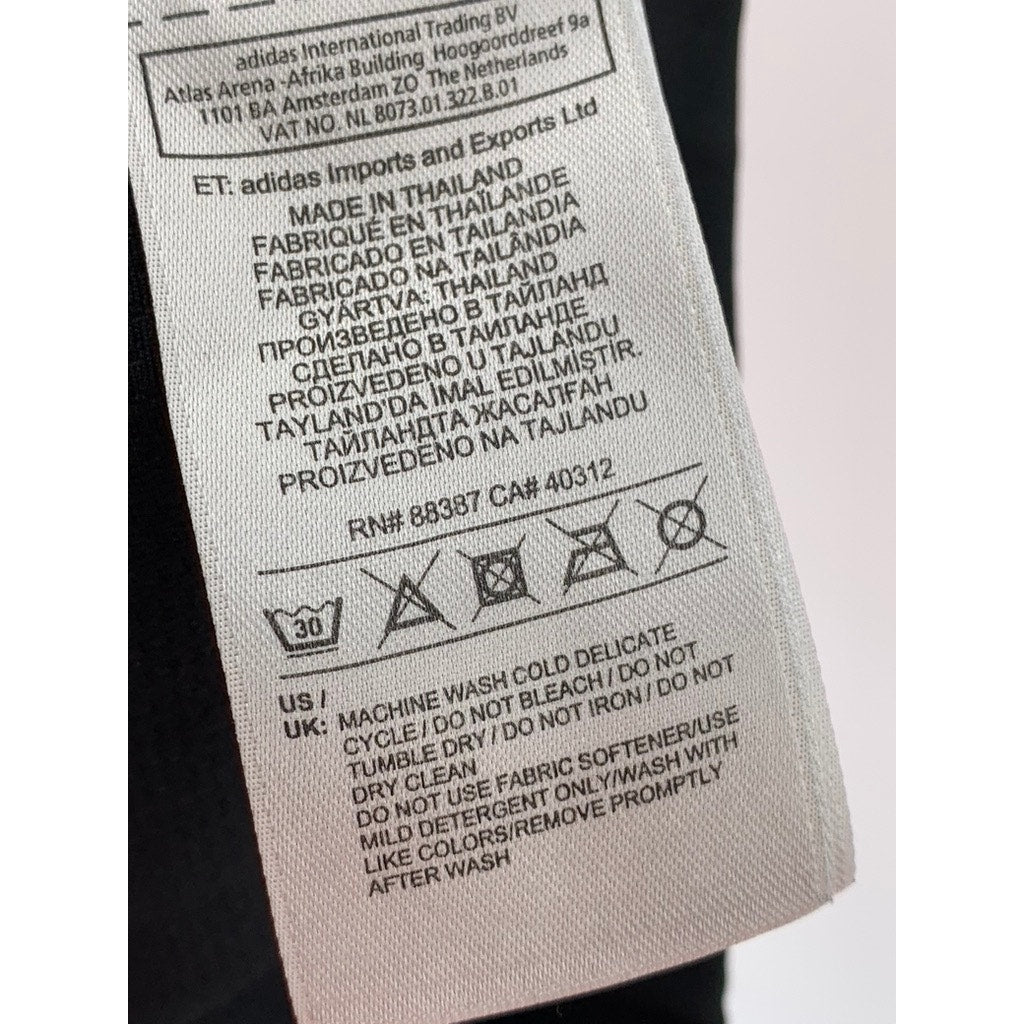 adidas International Trading BV
Atlas Arena -Afrika Building Hoogoorddreef 9a
1101 BA Amsterdam ZO The Netherlands
VAT NO. NL 8073.01.322.B.01
ET: adidas Imports and Exports Ltd
MADE IN THAILAND
FABRIQUÉ EN THAÏLANDE
FABRICADO EN TAILANDIA
FABRICADO NA TAILÂNDIA
GYÁRTVA: THAILAND
ПРОИЗВЕДЕНО В ТАЙЛАНД
СДЕЛАНО В ТАИЛАНДЕ
PROIZVEDENO U TAJLANDU
TAYLAND'DA İMAL EDİLMİŞTİR.
ТАЙЛАНДТА ЖАСАЛҒАН
PROIZVEDENO NA TAJLANDU
RN# 88387 CA# 40312
30
US /
UK: MACHINE WASH COLD DELICATE
CYCLE / DO NOT BLEACH / DO NOT
TUMBLE DRY / DO NOT IRON / DO NOT
DRY CLEAN
DO NOT USE FABRIC SOFTENER/USE
MILD DETERGENT ONLY/WASH WITH
LIKE COLORS/REMOVE PROMPTLY
AFTER WASH